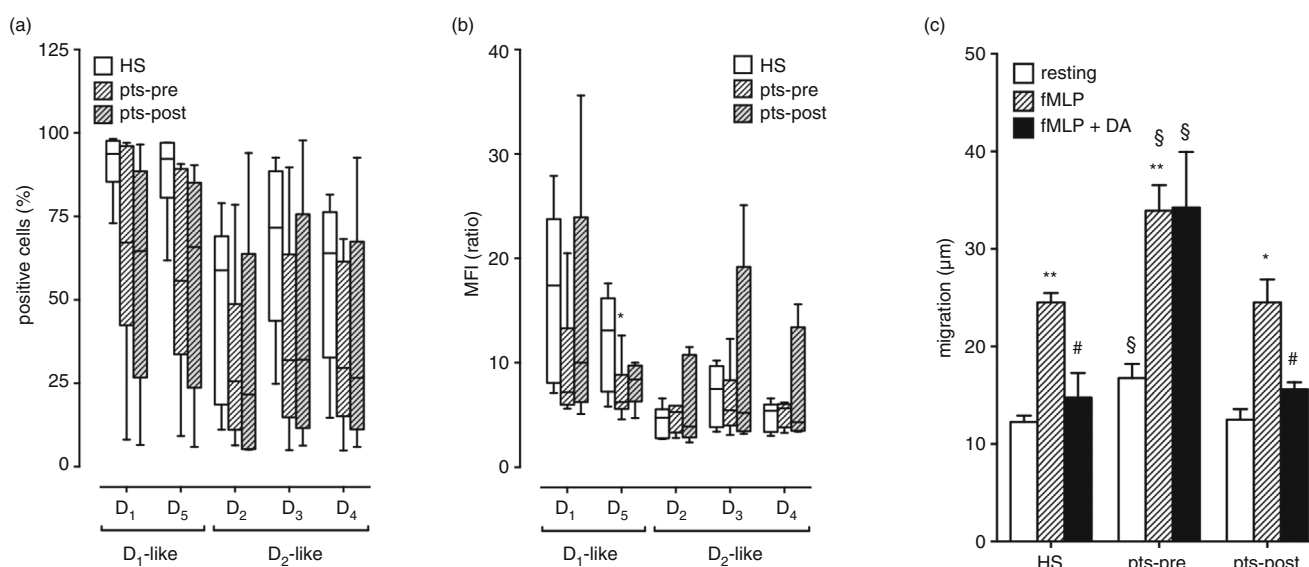 (a)
125
100
75
50
25
0
positive cells (%)
HS
pts-pre
pts-post
D1 D5 D2 D3 D4
D1-like D2-like
(b)
40
30
20
10
0
MFI (ratio)
HS
pts-pre
pts-post
*
D1 D5 D2 D3 D4
D1-like D2-like
(c)
50
40
30
20
10
0
migration (μm)
resting
fMLP
fMLP + DA
**
#
§
§
**
§
*
#
HS pts-pre pts-post